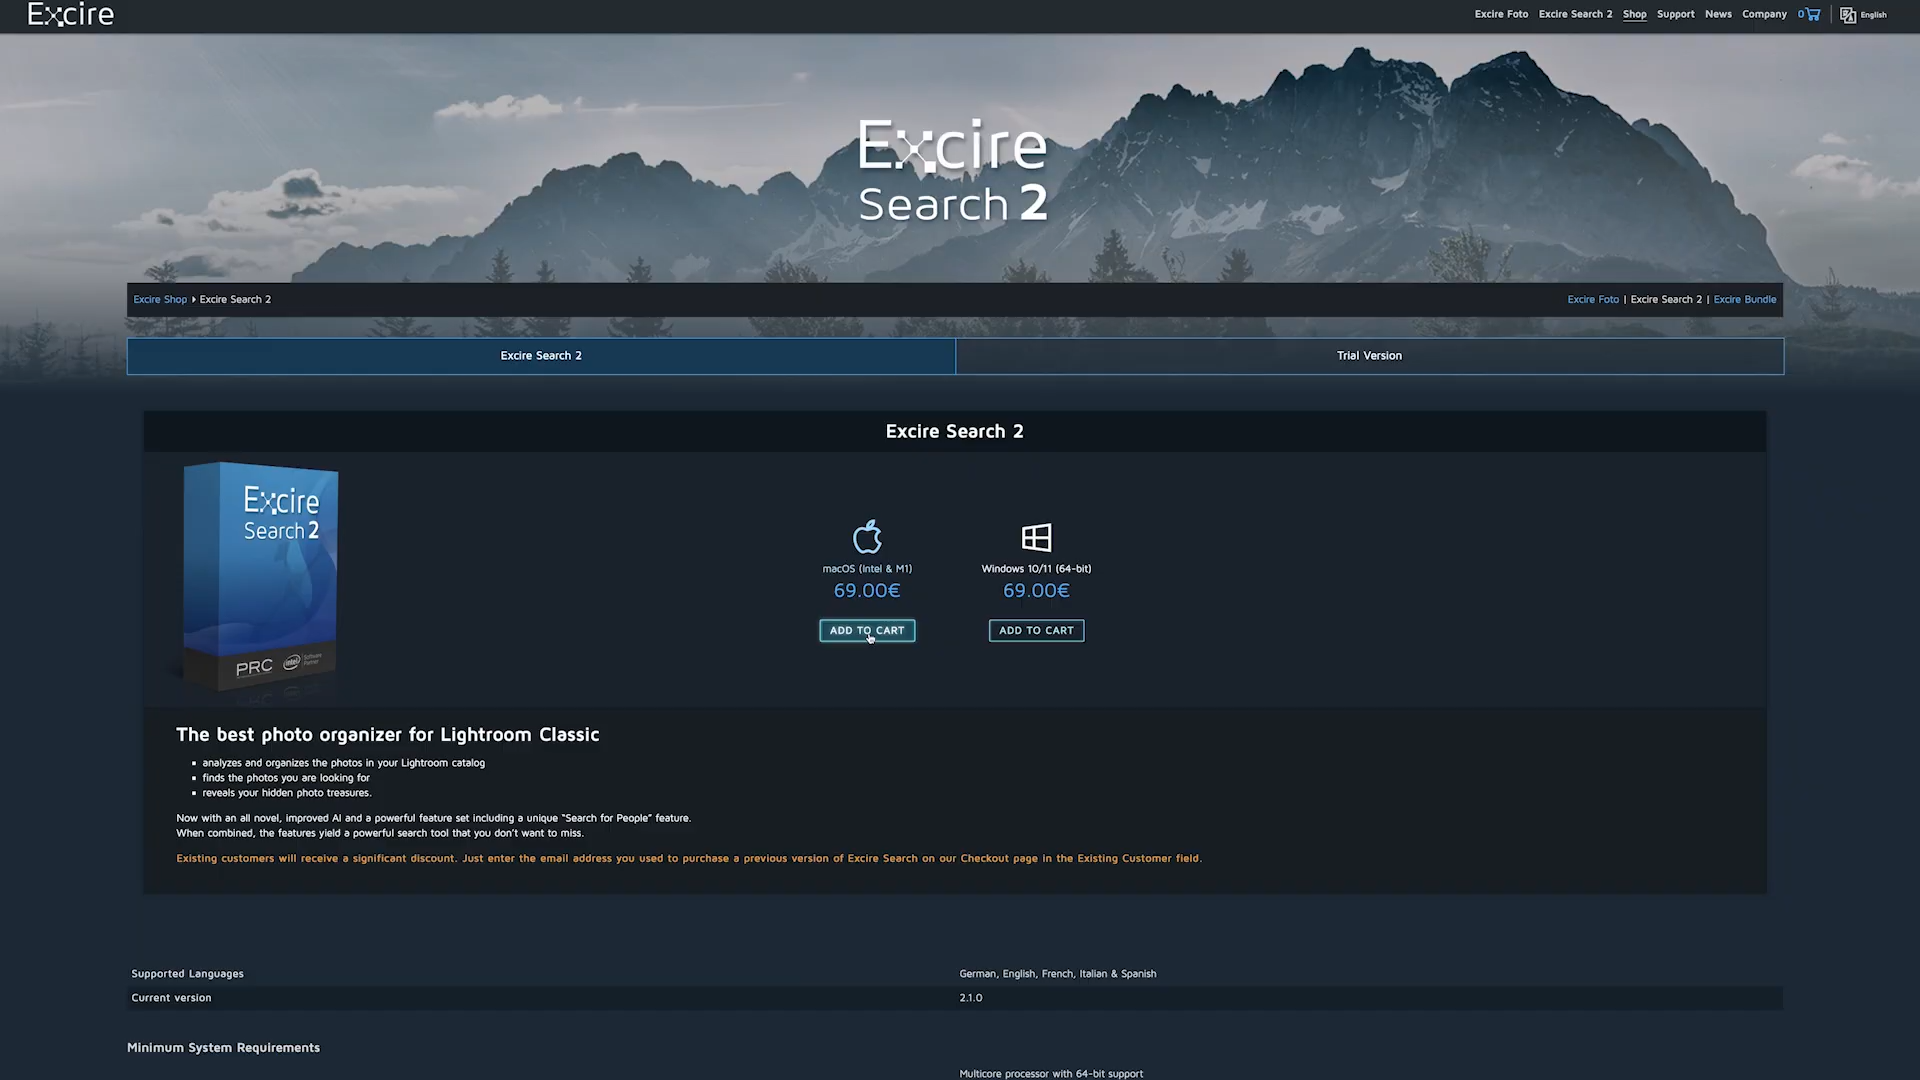 Excire
Excire Foto
Excire Search 2
Shop
Support
News
Company
0
English
Excire
Search 2
Excire Shop Excire Search 2
Excire Foto | Excire Search 2 | Excire Bundle
Excire Search 2
Trial Version
Excire Search 2
Excire
Search 2
PRC
intel Software Partner
macOS (Intel & M1)
69.00€
ADD TO CART
Windows 10/11 (64-bit)
69.00€
ADD TO CART
The best photo organizer for Lightroom Classic
analyzes and organizes the photos in your Lightroom catalog
finds the photos you are looking for
reveals your hidden photo treasures.
Now with an all novel, improved AI and a powerful feature set including a unique “Search for People” feature.
When combined, the features yield a powerful search tool that you don’t want to miss.
Existing customers will receive a significant discount. Just enter the email address you used to purchase a previous version of Excire Search on our Checkout page in the Existing Customer field.
Supported Languages
German, English, French, Italian & Spanish
Current version
2.1.0
Minimum System Requirements
Multicore processor with 64-bit support